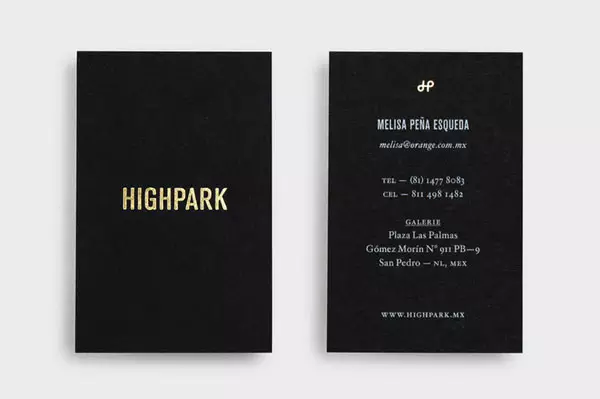 HIGHPARK
HP
MELISA PEÑA ESQUEDA
melisa@orange.com.mx
TEL — (81) 1477 8083
CEL — 811 498 1482
GALERIE
Plaza Las Palmas
Gómez Morín Nº 911 PB—9
San Pedro — NL, MEX
WWW.HIGHPARK.MX